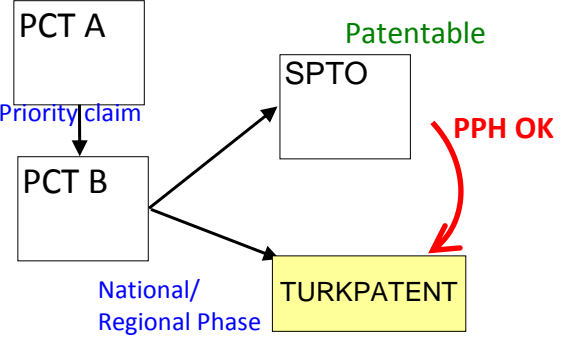 PCT A
Patentable
SPTO
Priority claim
PPH OK
PCT B
TURKPATENT
National/
Regional Phase